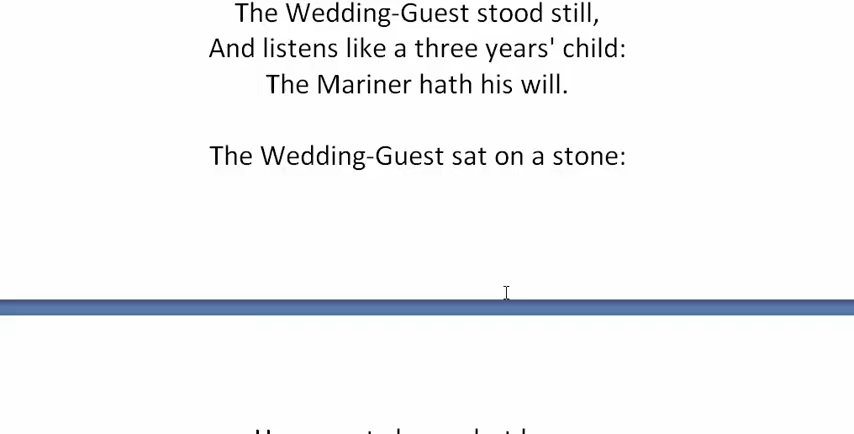 The Wedding-Guest stood still,
And listens like a three years' child:
The Mariner hath his will.
The Wedding-Guest sat on a stone: